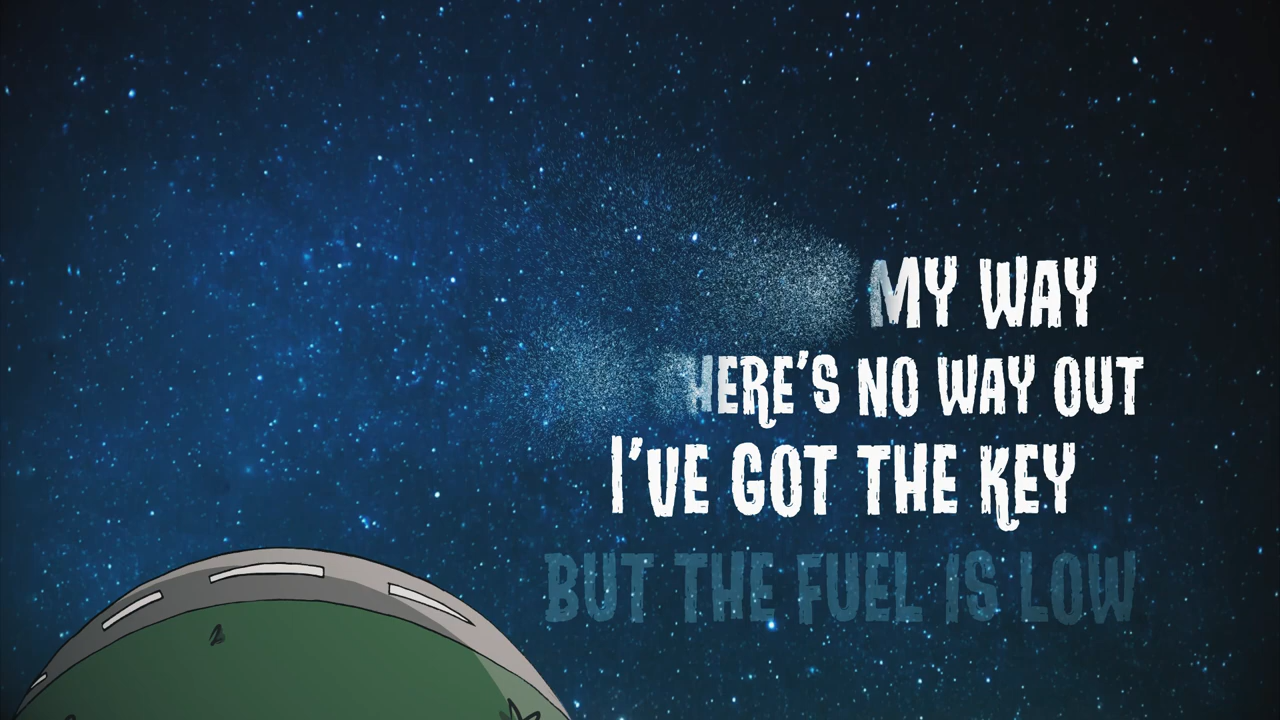 MY WAY
HERE'S NO WAY OUT
I'VE GOT THE KEY
BUT THE FUEL IS LOW